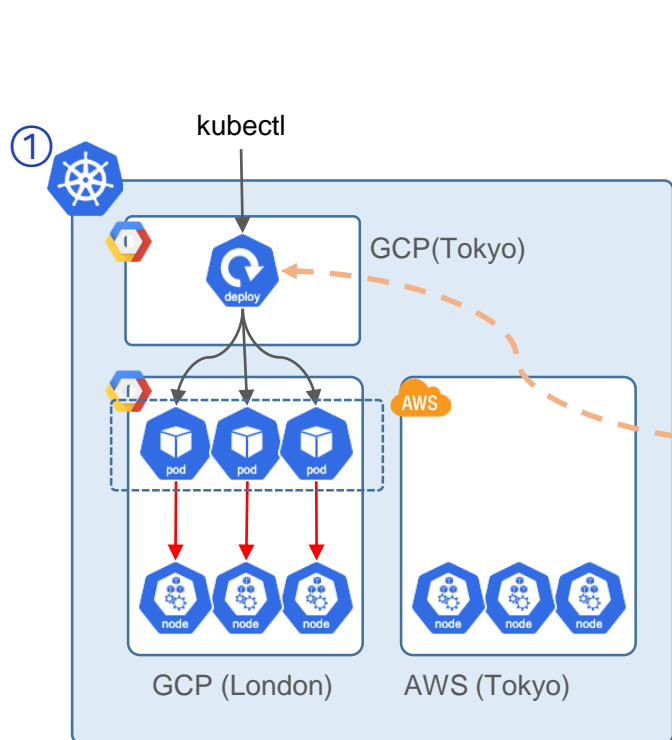 kubectl
①
GCP(Tokyo)
deploy
AWS
pod pod pod
node node node
node node node
GCP (London)
AWS (Tokyo)